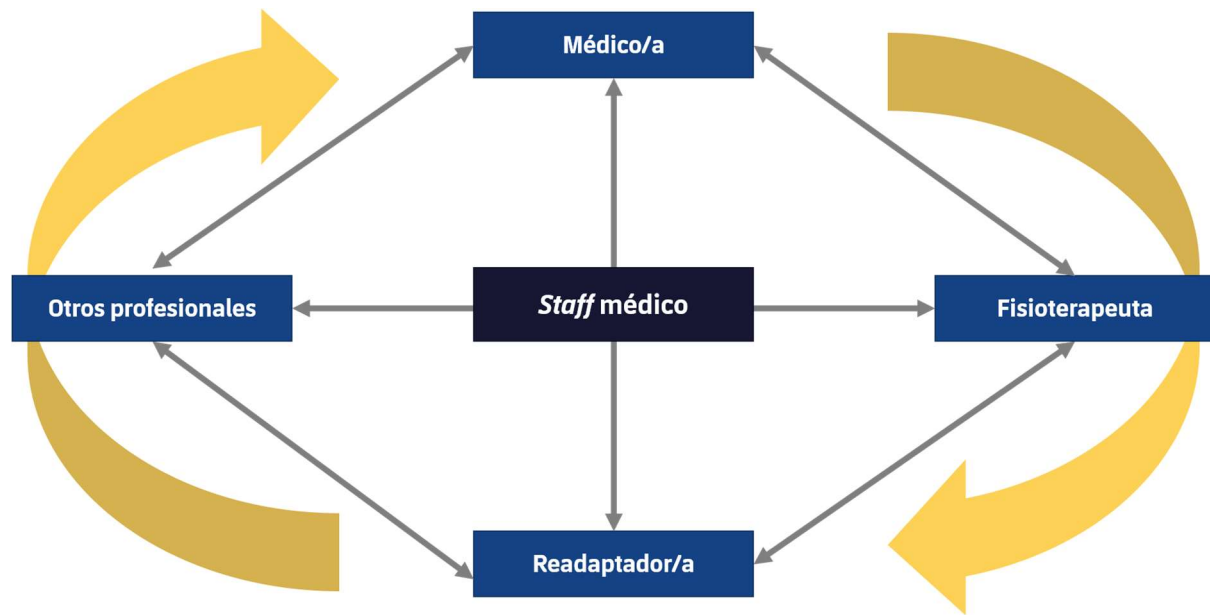 Médico/a
Otros profesionales
Staff médico
Fisioterapeuta
Readaptador/a